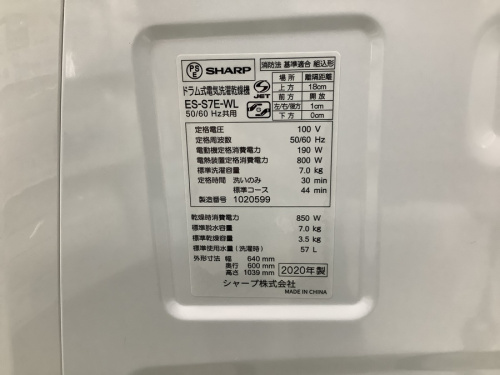 PS E SHARP
ドラム式電気洗濯乾燥機
ES-S7E-WL
50/60 Hz共用
JET
消防法 基準適合 組込形
場所 離隔距離
上方 18cm
前方 開放
左/右/後方 1cm
下方 0cm
定格電圧 100 V
定格周波数 50/60 Hz
電動機定格消費電力 190 W
電熱装置定格消費電力 800 W
標準洗濯容量 7.0 kg
定格時間 洗いのみ 30 min
標準コース 44 min
製造番号 1020599
乾燥時消費電力 850 W
標準脱水容量 7.0 kg
標準乾燥容量 3.5 kg
標準使用水量(洗濯時) 57 L
外形寸法 幅 640 mm
奥行 600 mm
高さ 1039 mm
2020年製
シャープ株式会社
MADE IN CHINA